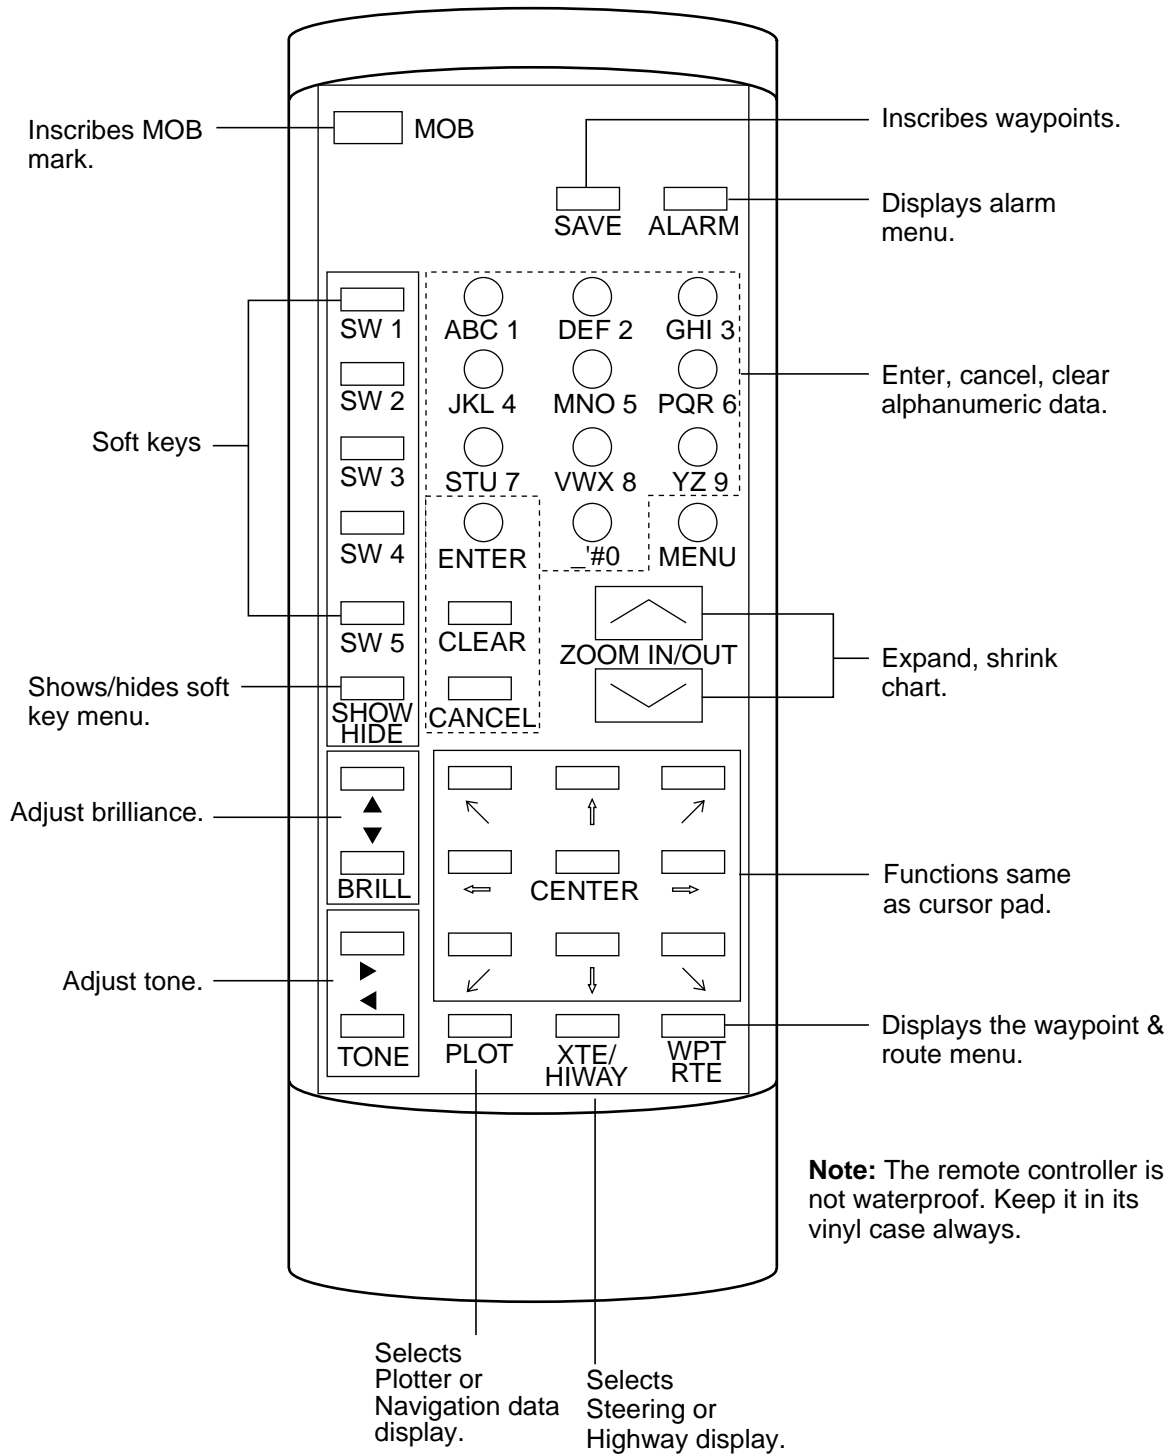 Inscribes MOB
mark.
MOB
Inscribes waypoints.
SAVE
ALARM
Displays alarm
menu.
SW 1
ABC 1
DEF 2
GHI 3
SW 2
JKL 4
MNO 5
PQR 6
Enter, cancel, clear
alphanumeric data.
Soft keys
SW 3
STU 7
VWX 8
YZ 9
SW 4
ENTER
_'#0
MENU
SW 5
CLEAR
ZOOM IN/OUT
Expand, shrink
chart.
Shows/hides soft
key menu.
SHOW
HIDE
CANCEL
Adjust brilliance.
BRILL
CENTER
Functions same
as cursor pad.
Adjust tone.
TONE
PLOT
XTE/
HIWAY
WPT
RTE
Displays the waypoint &
route menu.
Note: The remote controller is
not waterproof. Keep it in its
vinyl case always.
Selects
Plotter or
Navigation data
display.
Selects
Steering or
Highway display.